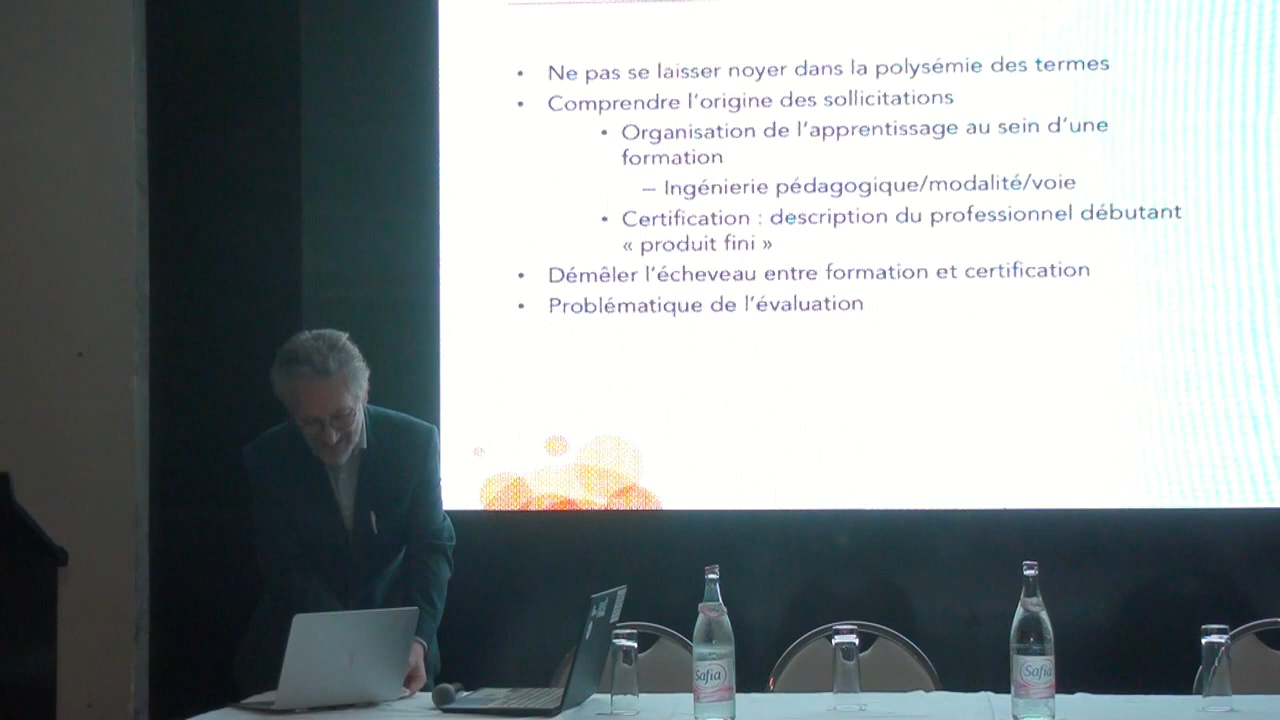 • Ne pas se laisser noyer dans la polysémie des termes
• Comprendre l'origine des sollicitations
• Organisation de l'apprentissage au sein d'une
formation
– Ingénierie pédagogique/modalité/voie
• Certification : description du professionnel débutant
« produit fini »
• Démêler l'écheveau entre formation et certification
• Problématique de l'évaluation
Safia
Safia